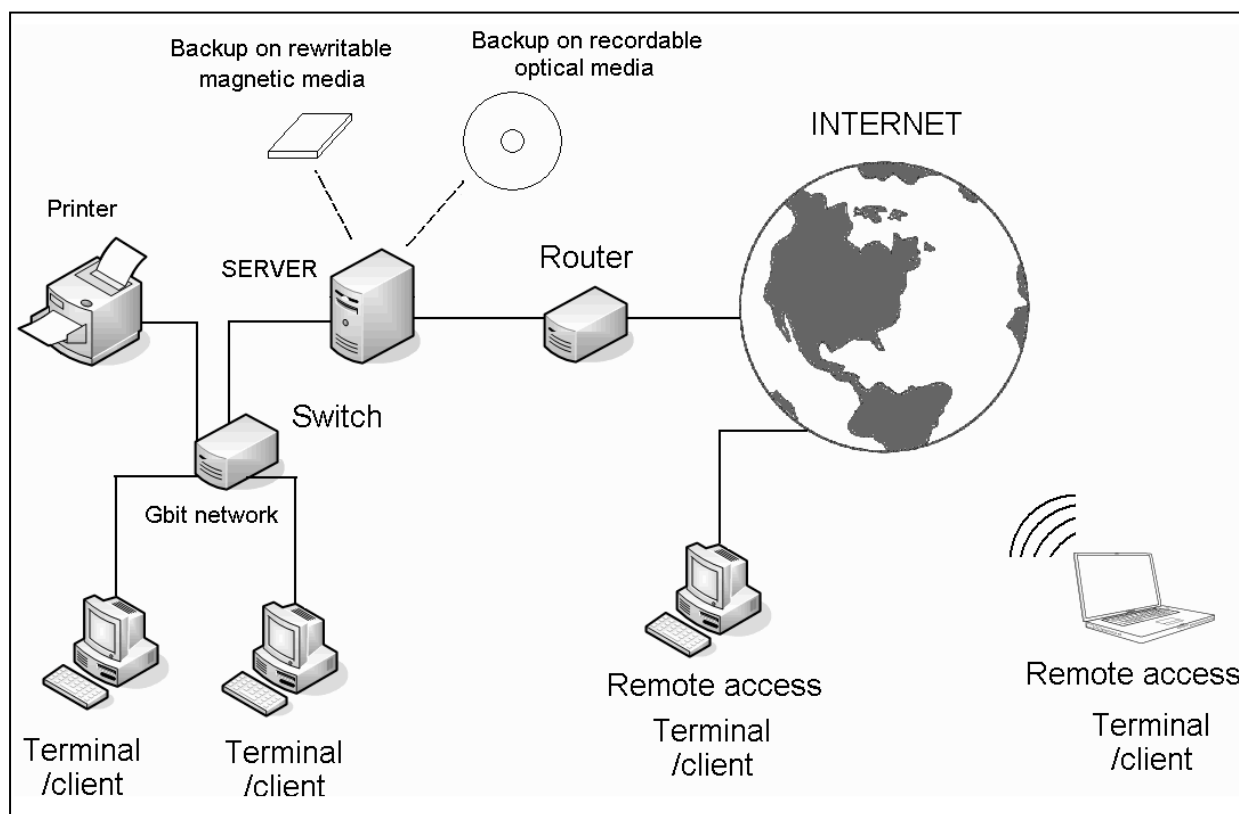 Backup on rewritable
magnetic media
Backup on recordable
optical media
INTERNET
Printer
SERVER
Router
Switch
Gbit network
Terminal
/client
Terminal
/client
Remote access
Terminal
/client
Remote access
Terminal
/client